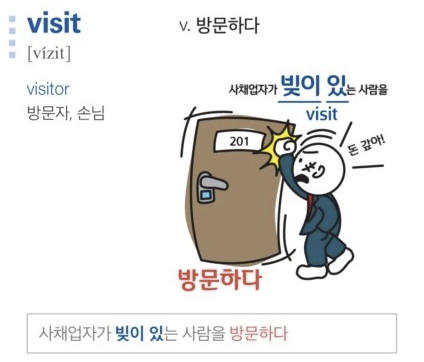 visit
v. 방문하다
[vízit]
visitor
방문자, 손님
사채업자가 빚이 있는 사람을
visit
201
돈 갚아!
방문하다
사채업자가 빚이 있는 사람을 방문하다